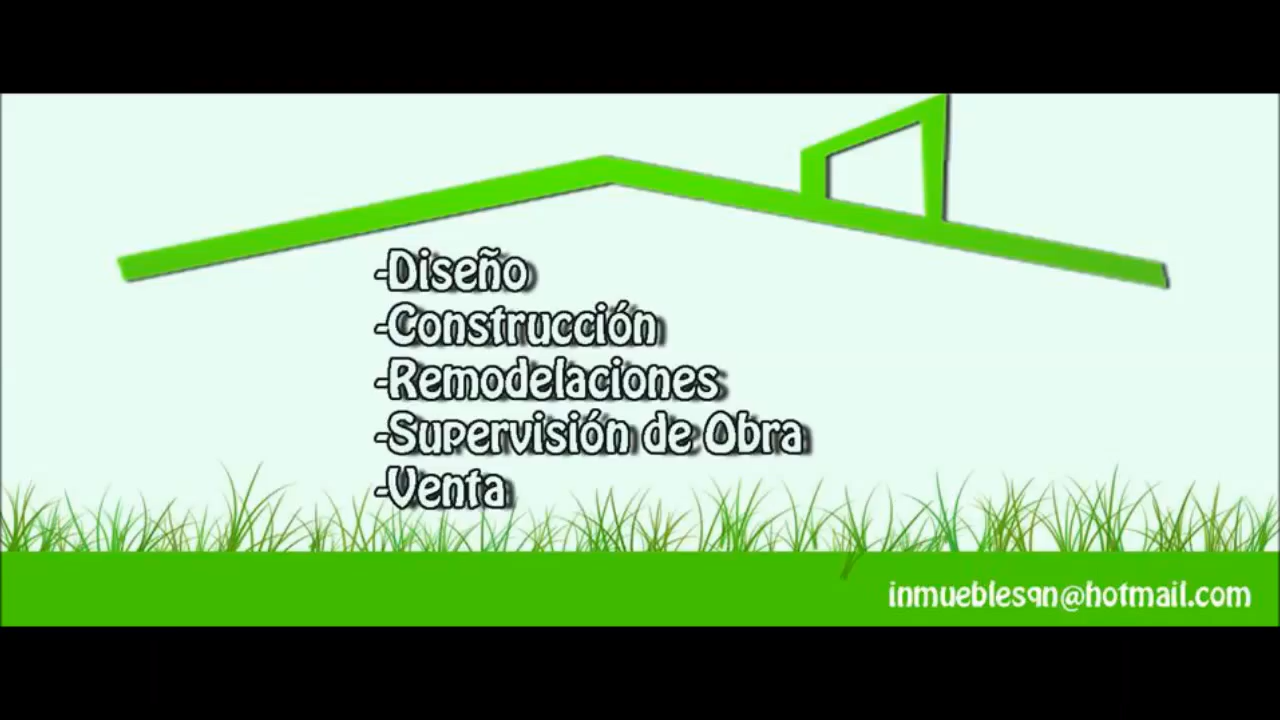 -Diseño
-Construcción
-Remodelaciones
-Supervisión de Obra
-Venta
inmueblesqn@hotmail.com